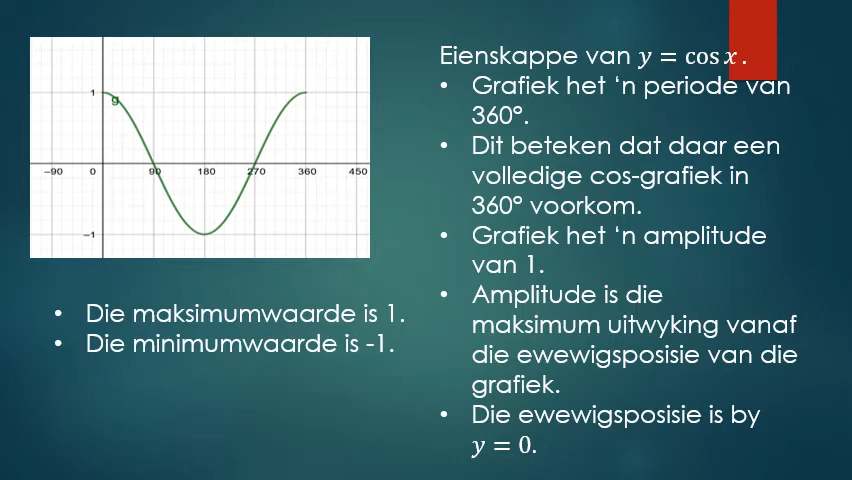 1
g
−90 0 90 180 270 360 450
−1
• Die maksimumwaarde is 1.
• Die minimumwaarde is -1.
Eienskappe van y = cos x .
• Grafiek het ‘n periode van
360°.
• Dit beteken dat daar een
volledige cos-grafiek in
360° voorkom.
• Grafiek het ‘n amplitude
van 1.
• Amplitude is die
maksimum uitwyking vanaf
die ewewigsposisie van die
grafiek.
• Die ewewigsposisie is by
y = 0.